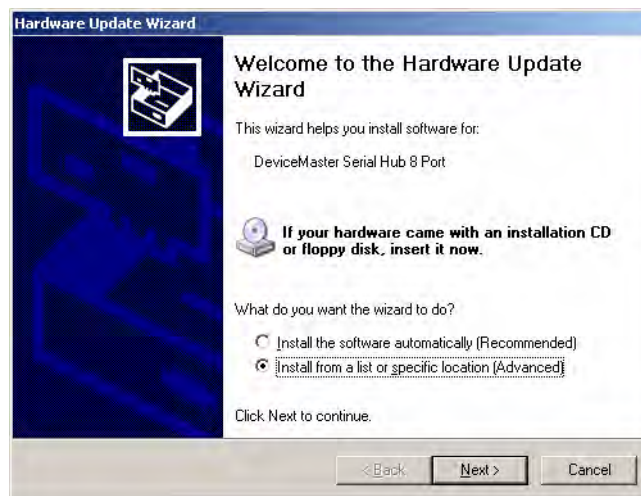 Hardware Update Wizard
Welcome to the Hardware Update
Wizard
This wizard helps you install software for:
DeviceMaster Serial Hub 8 Port
If your hardware came with an installation CD
or floppy disk, insert it now.
What do you want the wizard to do?
Install the software automatically (Recommended)
Install from a list or specific location (Advanced)
Click Next to continue.
< Back
Next >
Cancel